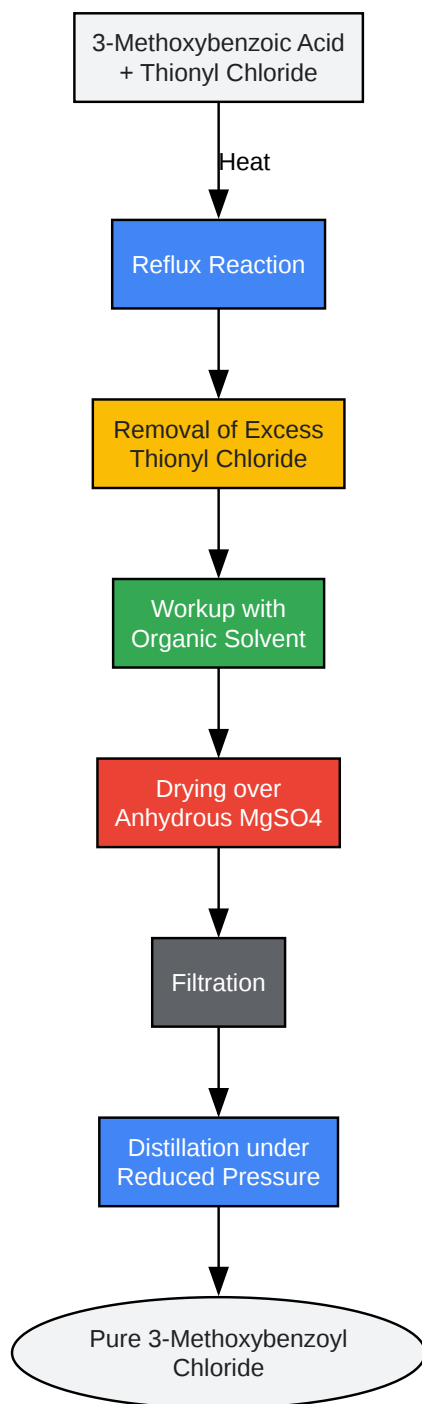 3-Methoxybenzoic Acid
+ Thionyl Chloride
Heat
Reflux Reaction
Removal of Excess
Thionyl Chloride
Workup with
Organic Solvent
Drying over
Anhydrous MgSO4
Filtration
Distillation under
Reduced Pressure
Pure 3-Methoxybenzoyl
Chloride